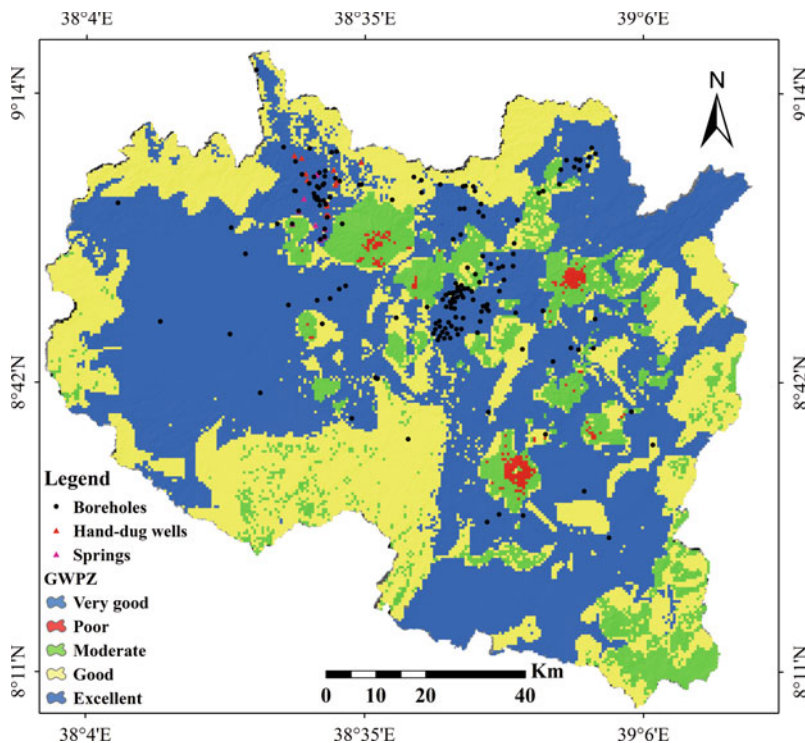 38°4'E 38°35'E 39°6'E
9°14'N 9°14'N
N
8°42'N 8°42'N
Legend
Boreholes
Hand-dug wells
Springs
GWPZ
Very good
Poor
Moderate
Good
Excellent
Km
0 10 20 40
8°11'N 8°11'N
38°4'E 38°35'E 39°6'E